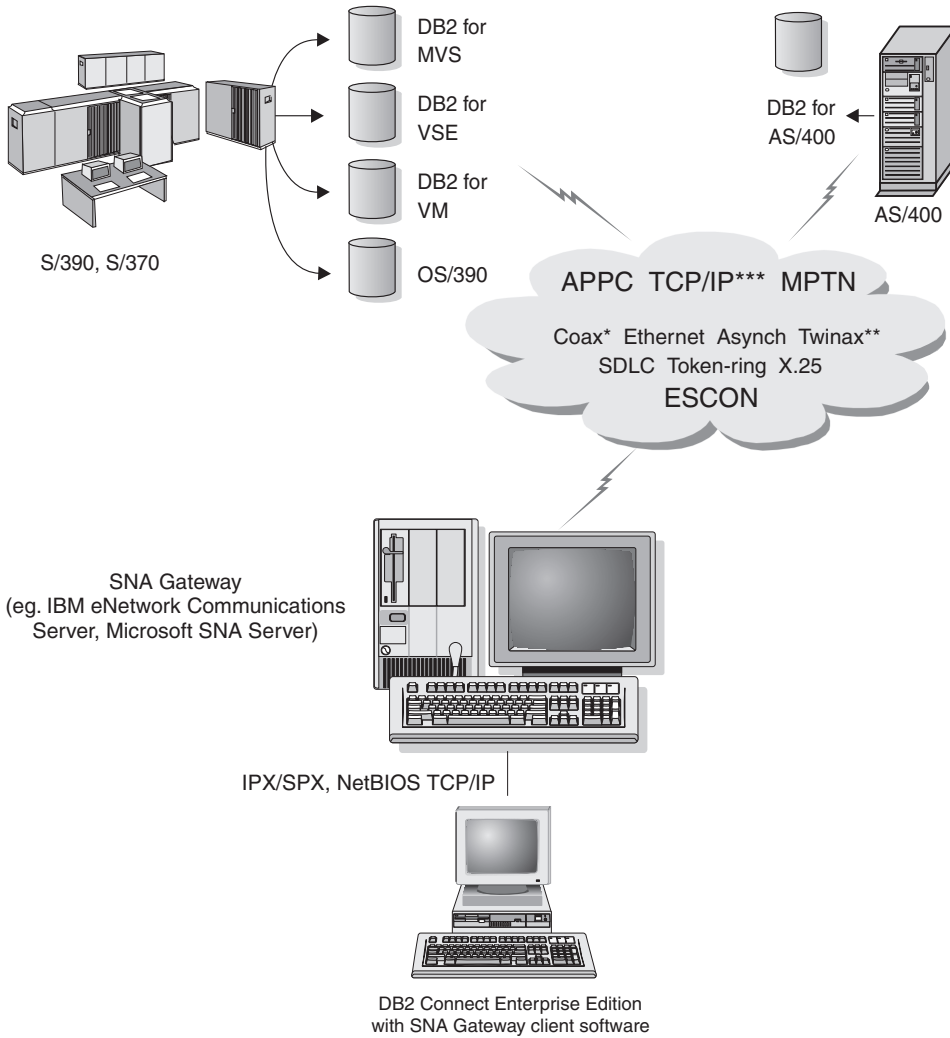 DB2 for
MVS
DB2 for
VSE
DB2 for
VM
OS/390
S/390, S/370
DB2 for
AS/400
AS/400
APPC TCP/IP*** MPTN
Coax* Ethernet Asynch Twinax**
SDLC Token-ring X.25
ESCON
SNA Gateway
(eg. IBM eNetwork Communications
Server, Microsoft SNA Server)
IPX/SPX, NetBIOS TCP/IP
DB2 Connect Enterprise Edition
with SNA Gateway client software